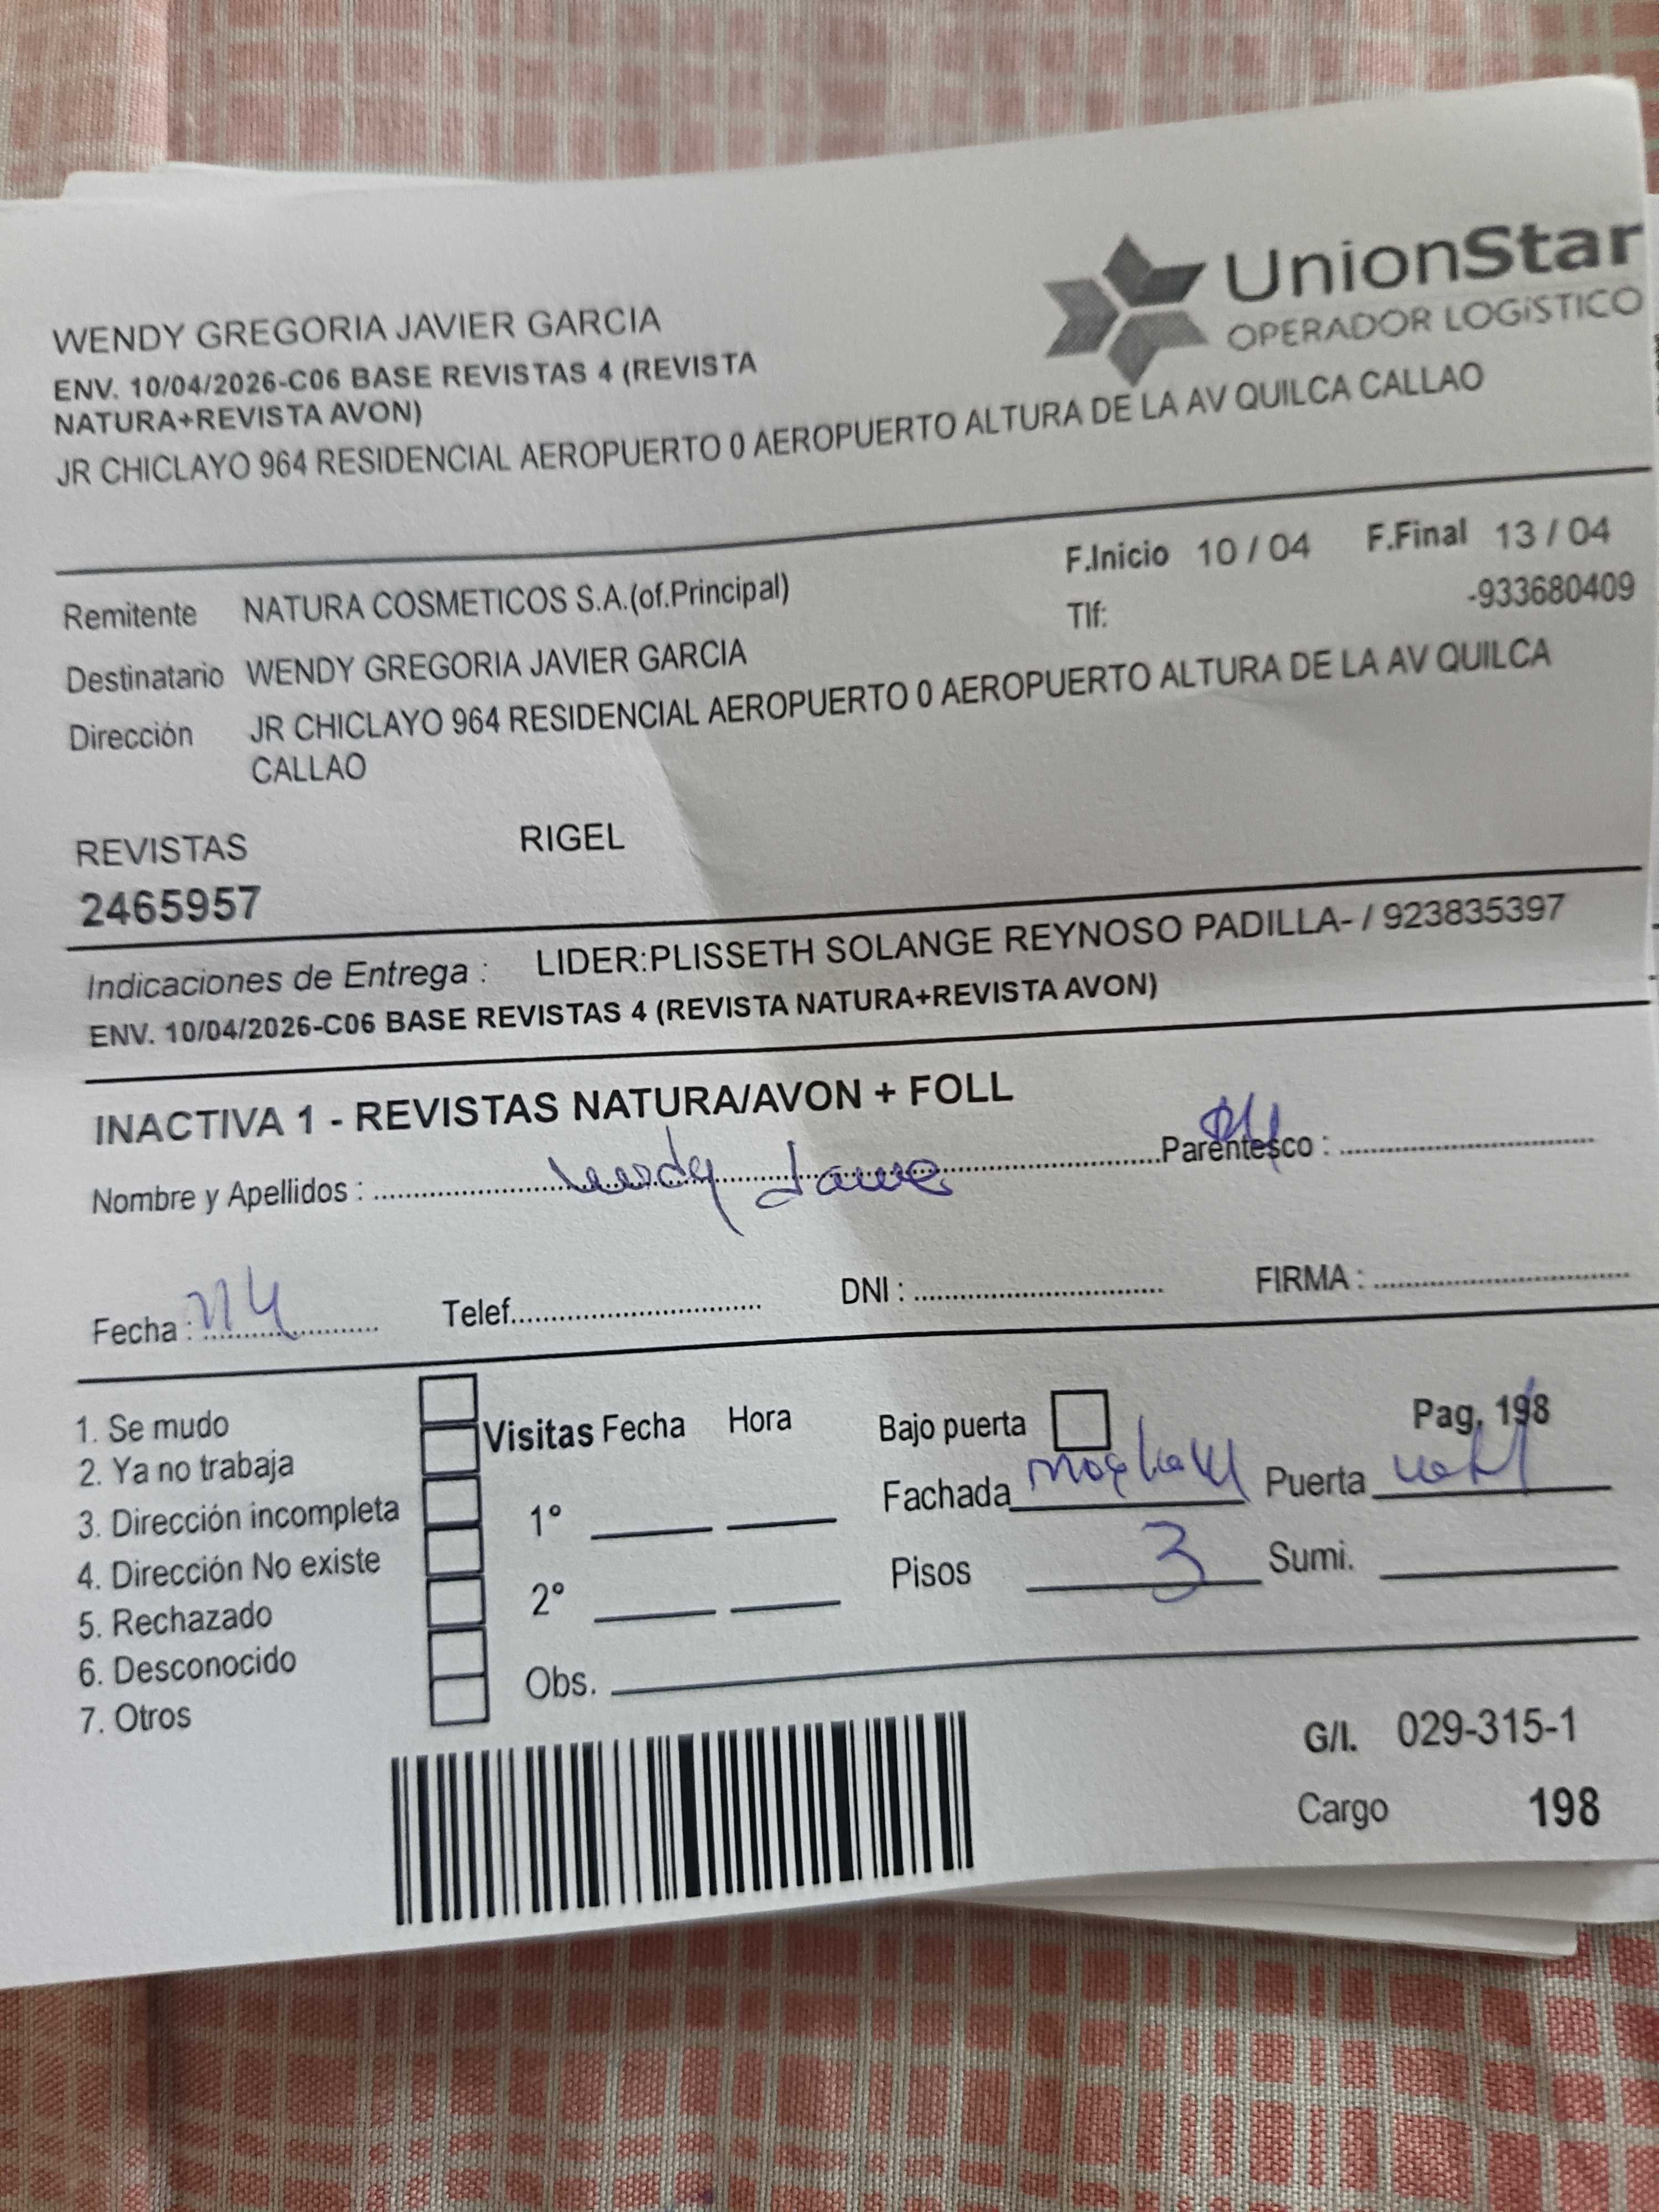 UnionStar
OPERADOR LOGíSTICO
WENDY GREGORIA JAVIER GARCIA
ENV. 10/04/2026-C06 BASE REVISTAS 4 (REVISTA
NATURA+REVISTA AVON)
JR CHICLAYO 964 RESIDENCIAL AEROPUERTO 0 AEROPUERTO ALTURA DE LA AV QUILCA CALLAO
F.Inicio 10 / 04 F.Final 13 / 04
Remitente NATURA COSMETICOS S.A.(of.Principal) Tlf: -933680409
Destinatario WENDY GREGORIA JAVIER GARCIA
Dirección JR CHICLAYO 964 RESIDENCIAL AEROPUERTO 0 AEROPUERTO ALTURA DE LA AV QUILCA
CALLAO
REVISTAS RIGEL
2465957
Indicaciones de Entrega : LIDER:PLISSETH SOLANGE REYNOSO PADILLA- / 923835397
ENV. 10/04/2026-C06 BASE REVISTAS 4 (REVISTA NATURA+REVISTA AVON)
INACTIVA 1 - REVISTAS NATURA/AVON + FOLL
Nombre y Apellidos : Wendy Parentesco :
Fecha : Telef. DNI : FIRMA :
1. Se mudo
2. Ya no trabaja
3. Dirección incompleta
4. Dirección No existe
5. Rechazado
6. Desconocido
7. Otros
Visitas Fecha Hora
1°
2°
Obs.
Bajo puerta Pag. 198
Fachada Puerta
Pisos 3 Sumi.
G/I. 029-315-1
Cargo 198